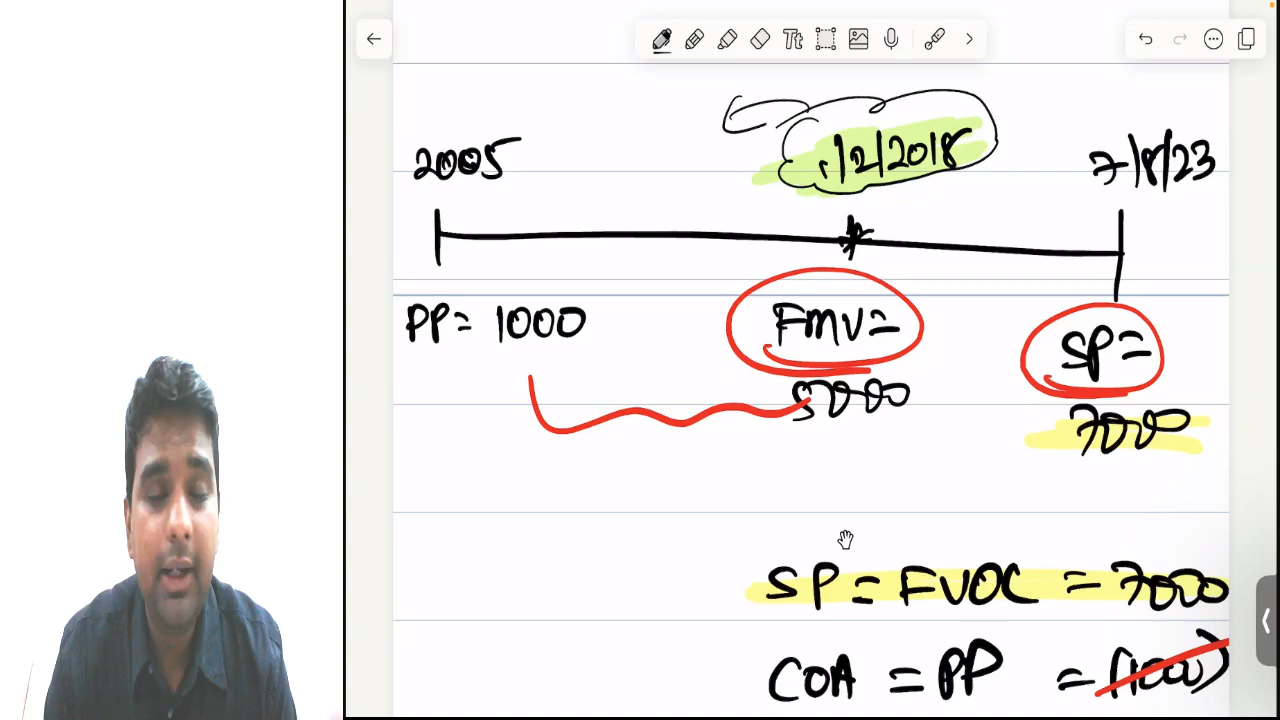 Tt
2005
1/2/2018
7/8/23
PP= 1000
FMV=
5000
SP=
7000
SP = FVOC = 7000
COA = PP = (1000)